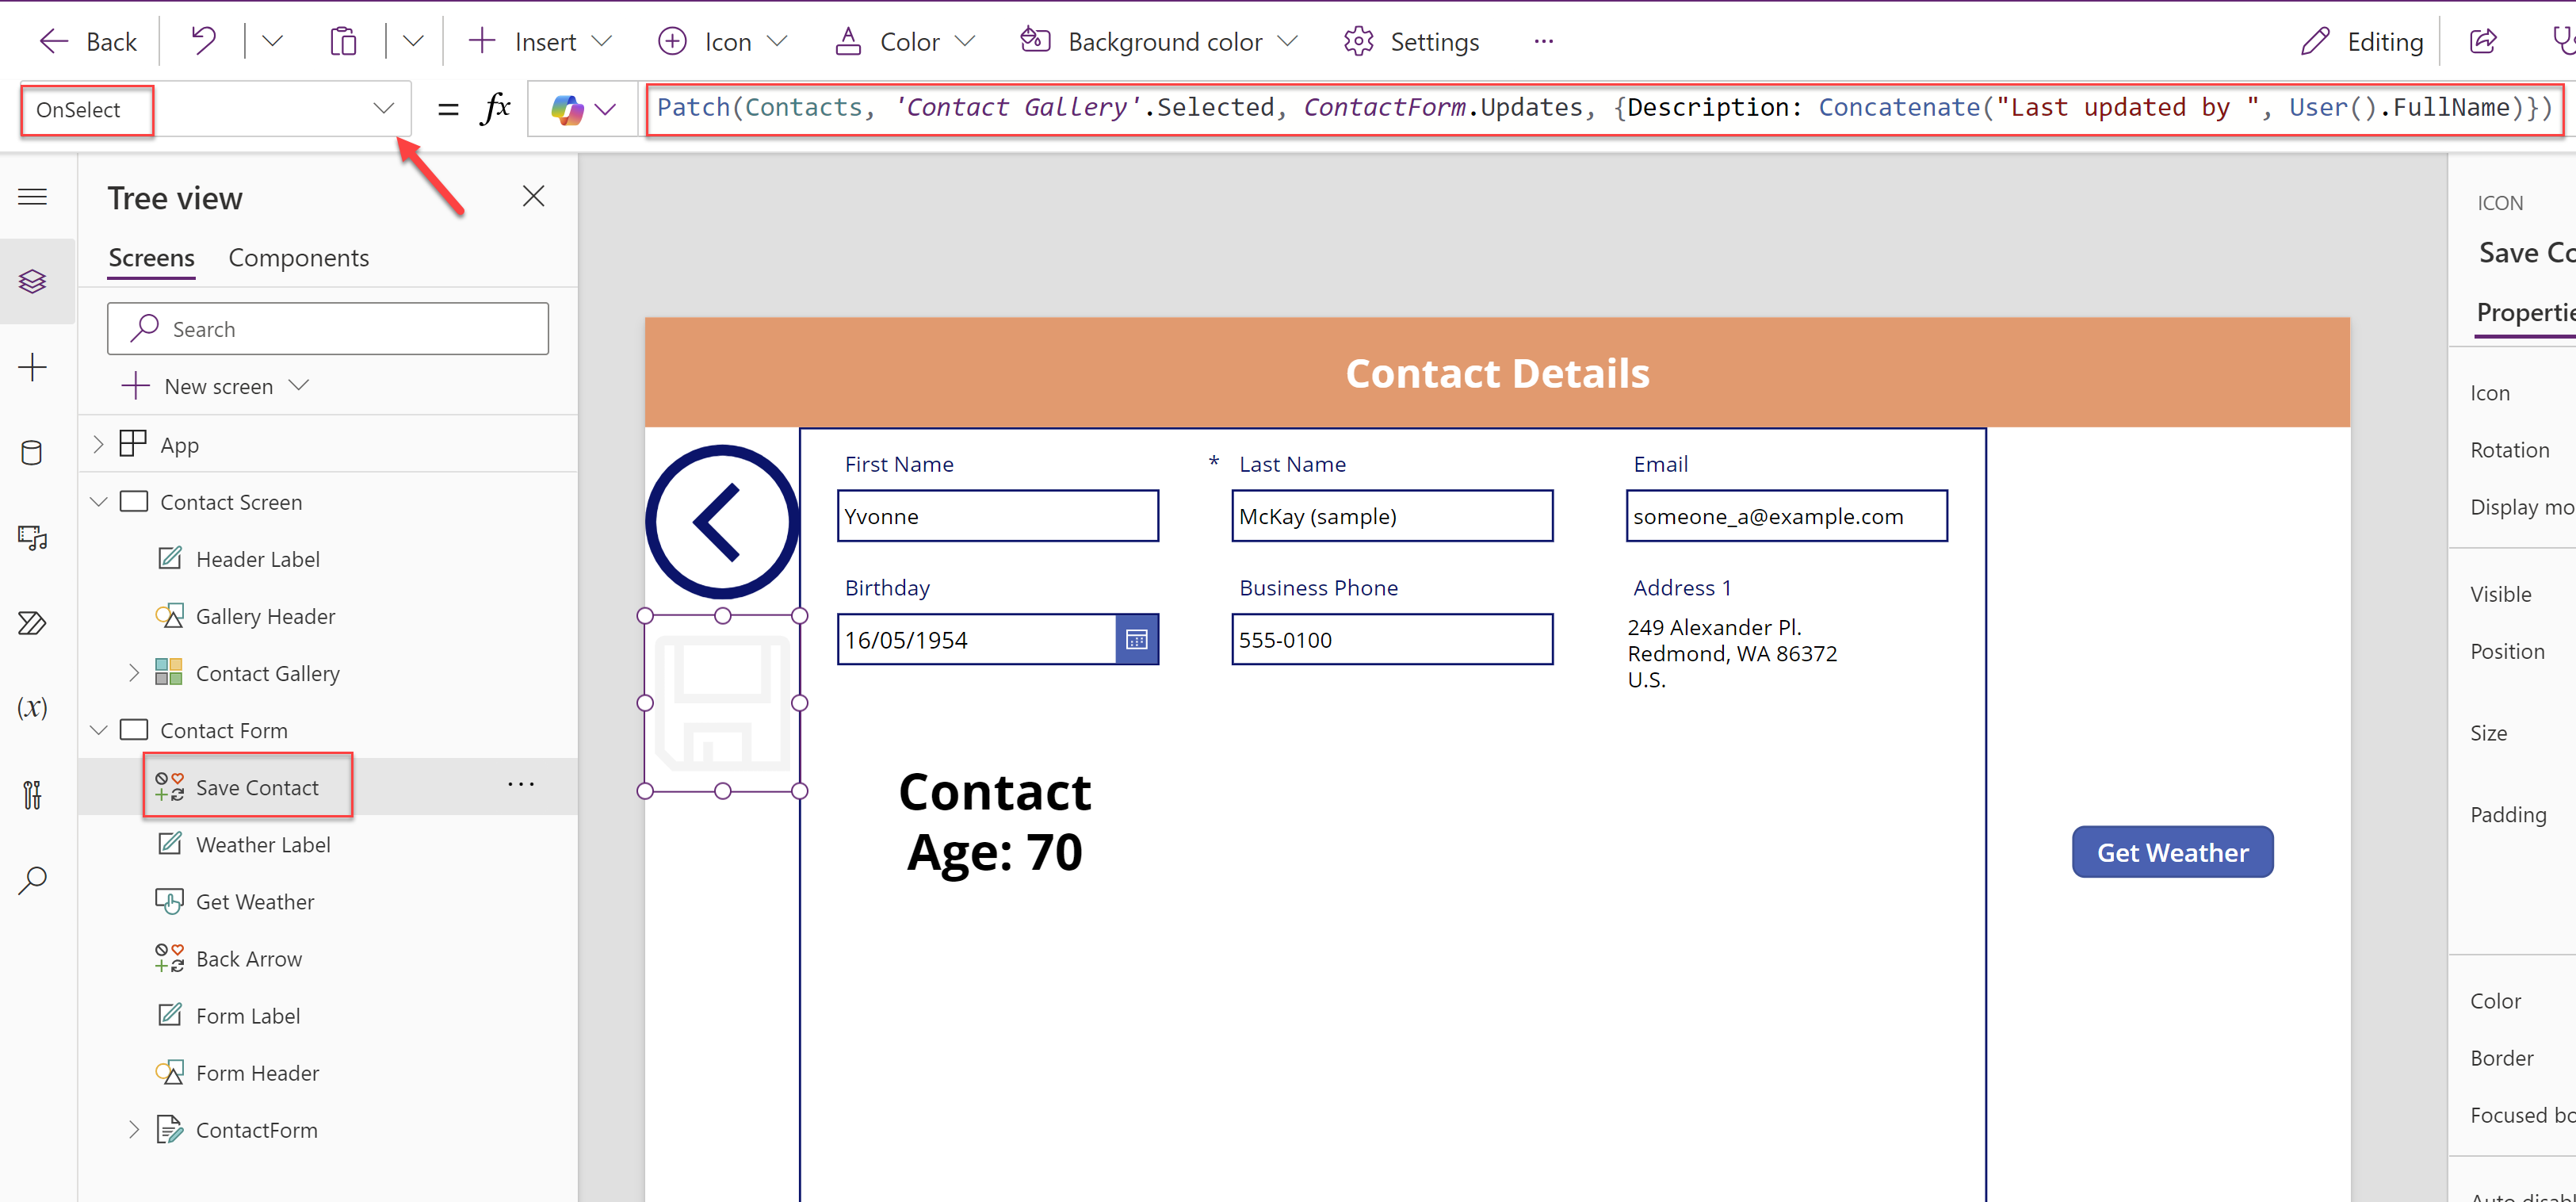 Back
Insert
Icon
Color
Background color
Settings
...
Editing
OnSelect
= fx
Patch(Contacts, 'Contact Gallery'.Selected, ContactForm.Updates, {Description: Concatenate("Last updated by ", User().FullName)})
Tree view
Screens Components
Search
New screen
App
Contact Screen
Header Label
Gallery Header
Contact Gallery
Contact Form
Save Contact ...
Weather Label
Get Weather
Back Arrow
Form Label
Form Header
ContactForm
(x)
Contact Details
First Name
Yvonne
* Last Name
McKay (sample)
Email
someone_a@example.com
Birthday
16/05/1954
Business Phone
555-0100
Address 1
249 Alexander Pl.
Redmond, WA 86372
U.S.
Contact
Age: 70
Get Weather
ICON
Save Co
Propertie
Icon
Rotation
Display mo
Visible
Position
Size
Padding
Color
Border
Focused bo